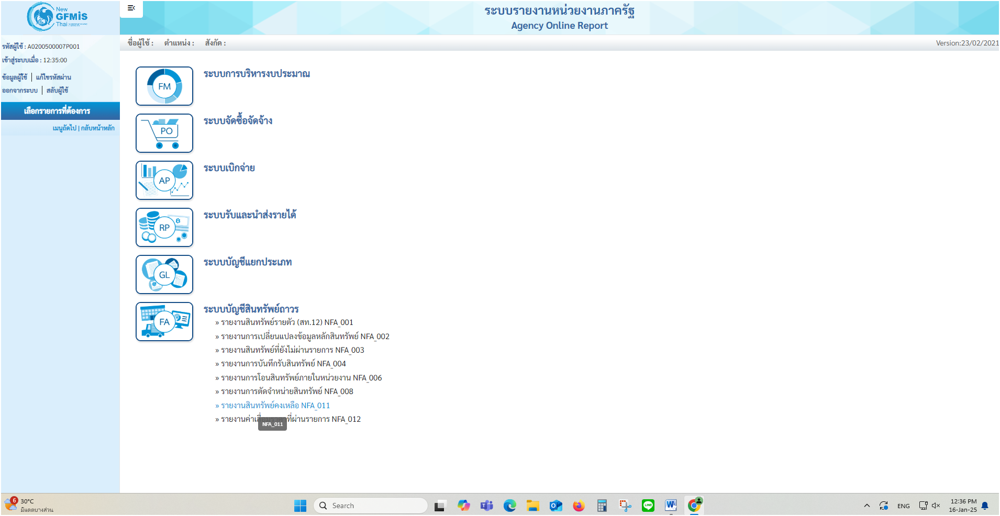 New
GFMiS
Thai
ระบบรายงานหน่วยงานภาครัฐ
Agency Online Report
ชื่อผู้ใช้ : ตำแหน่ง : สังกัด :
Version:23/02/2021
รหัสผู้ใช้ : A0200500007P001
เข้าสู่ระบบเมื่อ : 12:35:00
ข้อมูลผู้ใช้ | แก้ไขรหัสผ่าน
ออกจากระบบ | สลับผู้ใช้
เลือกรายการที่ต้องการ
เมนูถัดไป | กลับหน้าหลัก
FM
ระบบการบริหารงบประมาณ
PO
ระบบจัดซื้อจัดจ้าง
AP
ระบบเบิกจ่าย
RP
ระบบรับและนำส่งรายได้
GL
ระบบบัญชีแยกประเภท
FA
ระบบบัญชีสินทรัพย์ถาวร
» รายงานสินทรัพย์รายตัว (สท.12) NFA_001
» รายงานการเปลี่ยนแปลงข้อมูลหลักสินทรัพย์ NFA_002
» รายงานสินทรัพย์ที่ยังไม่ผ่านรายการ NFA_003
» รายงานการบันทึกรับสินทรัพย์ NFA_004
» รายงานการโอนสินทรัพย์ภายในหน่วยงาน NFA_006
» รายงานการตัดจำหน่ายสินทรัพย์ NFA_008
» รายงานสินทรัพย์คงเหลือ NFA_011
» รายงานค่าเสื่อมราคาที่ผ่านรายการ NFA_012
NFA_011
6
30°C
มีแดดบางส่วน
Search
LINE
ENG
12:36 PM
16-Jan-25